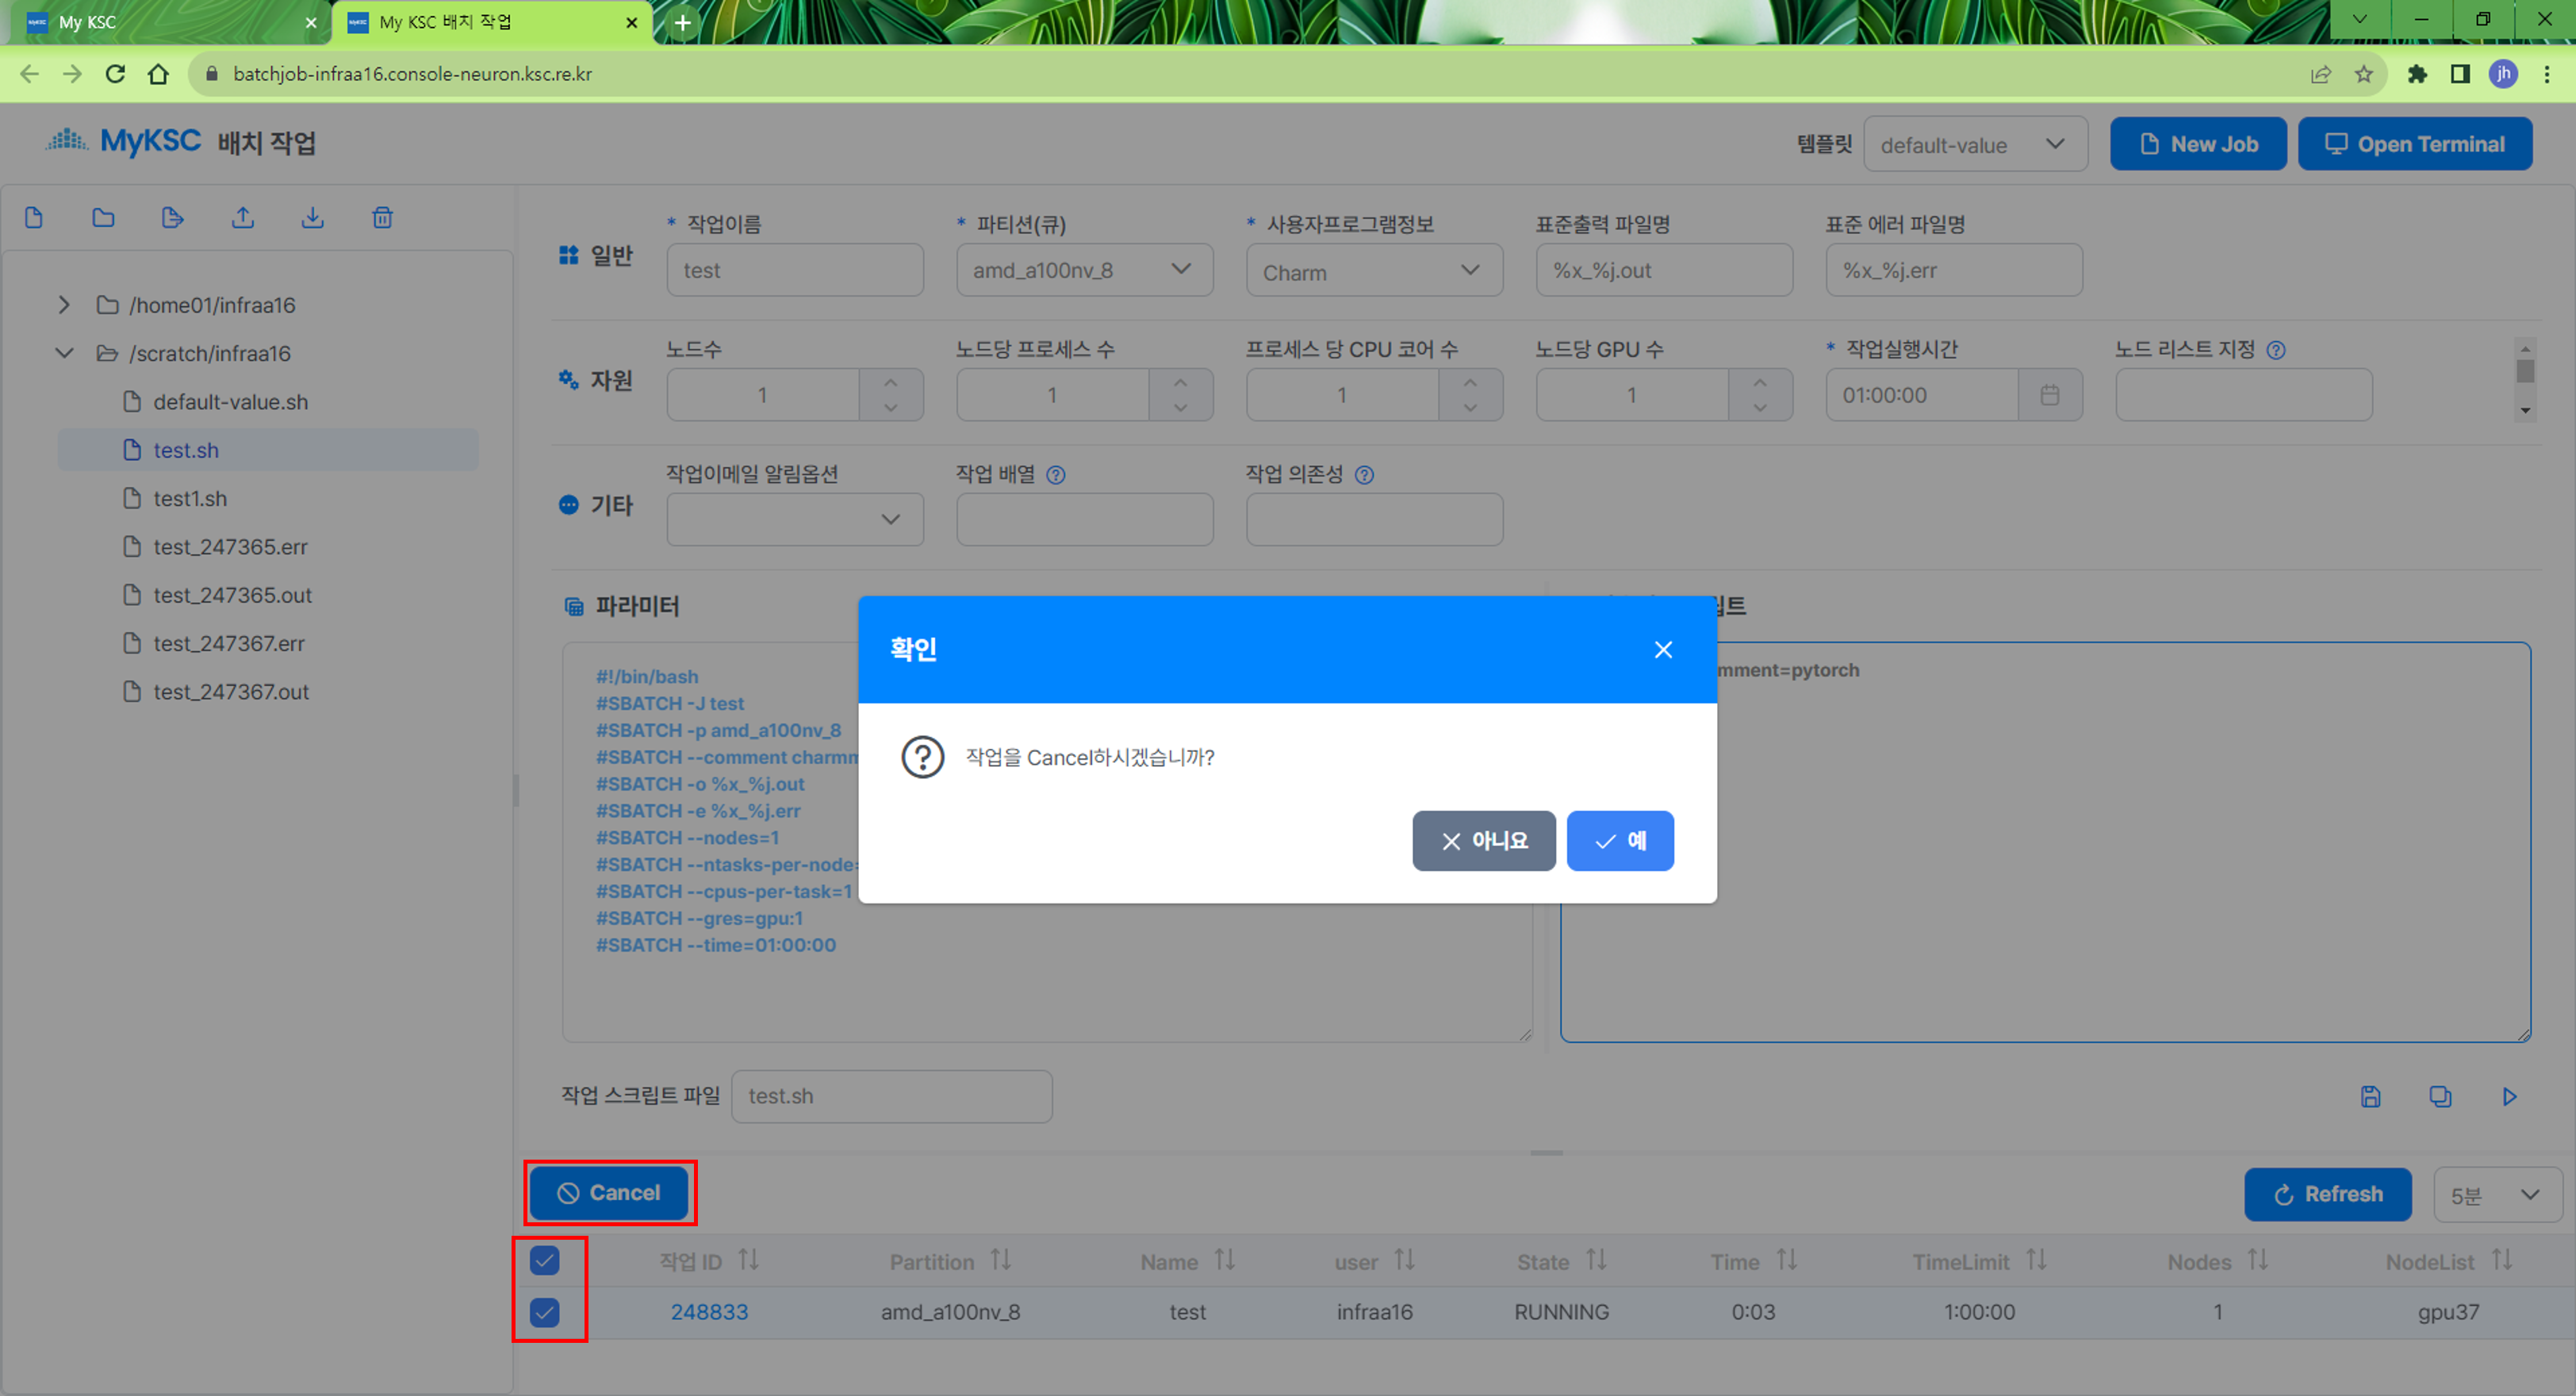 My KSC
My KSC 배치 작업
batchjob-infraa16.console-neuron.ksc.re.kr
jh
MyKSC 배치 작업
템플릿
default-value
New Job
Open Terminal
/home01/infraa16
/scratch/infraa16
default-value.sh
test.sh
test1.sh
test_247365.err
test_247365.out
test_247367.err
test_247367.out
일반
* 작업이름
* 파티션(큐)
* 사용자프로그램정보
표준출력 파일명
표준 에러 파일명
test
amd_a100nv_8
Charm
%x_%j.out
%x_%j.err
자원
노드수
노드당 프로세스 수
프로세스 당 CPU 코어 수
노드당 GPU 수
* 작업실행시간
노드 리스트 지정
1
1
1
1
01:00:00
기타
작업이메일 알림옵션
작업 배열
작업 의존성
파라미터
#!/bin/bash
#SBATCH -J test
#SBATCH -p amd_a100nv_8
#SBATCH --comment charmm
#SBATCH -o %x_%j.out
#SBATCH -e %x_%j.err
#SBATCH --nodes=1
#SBATCH --ntasks-per-node=
#SBATCH --cpus-per-task=1
#SBATCH --gres=gpu:1
#SBATCH --time=01:00:00
트
mment=pytorch
확인
작업을 Cancel하시겠습니까?
아니요
예
작업 스크립트 파일
test.sh
Cancel
Refresh
5분
작업 ID Partition Name user State Time TimeLimit Nodes NodeList
248833 amd_a100nv_8 test infraa16 RUNNING 0:03 1:00:00 1 gpu37